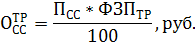 О_СС^ТР = (П_СС * ФЗП_ТР) / 100, руб.